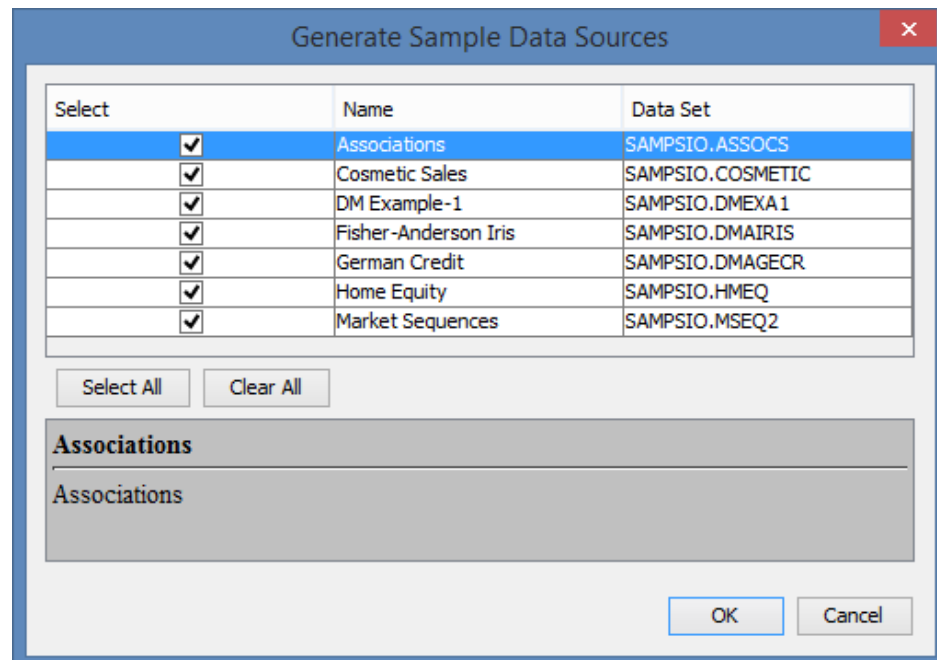 Generate Sample Data Sources
Select Name Data Set
Associations SAMPSIO.ASSOCS
Cosmetic Sales SAMPSIO.COSMETIC
DM Example-1 SAMPSIO.DMEXA1
Fisher-Anderson Iris SAMPSIO.DMAIRIS
German Credit SAMPSIO.DMAGECR
Home Equity SAMPSIO.HMEQ
Market Sequences SAMPSIO.MSEQ2
Select All Clear All
Associations
Associations
OK Cancel